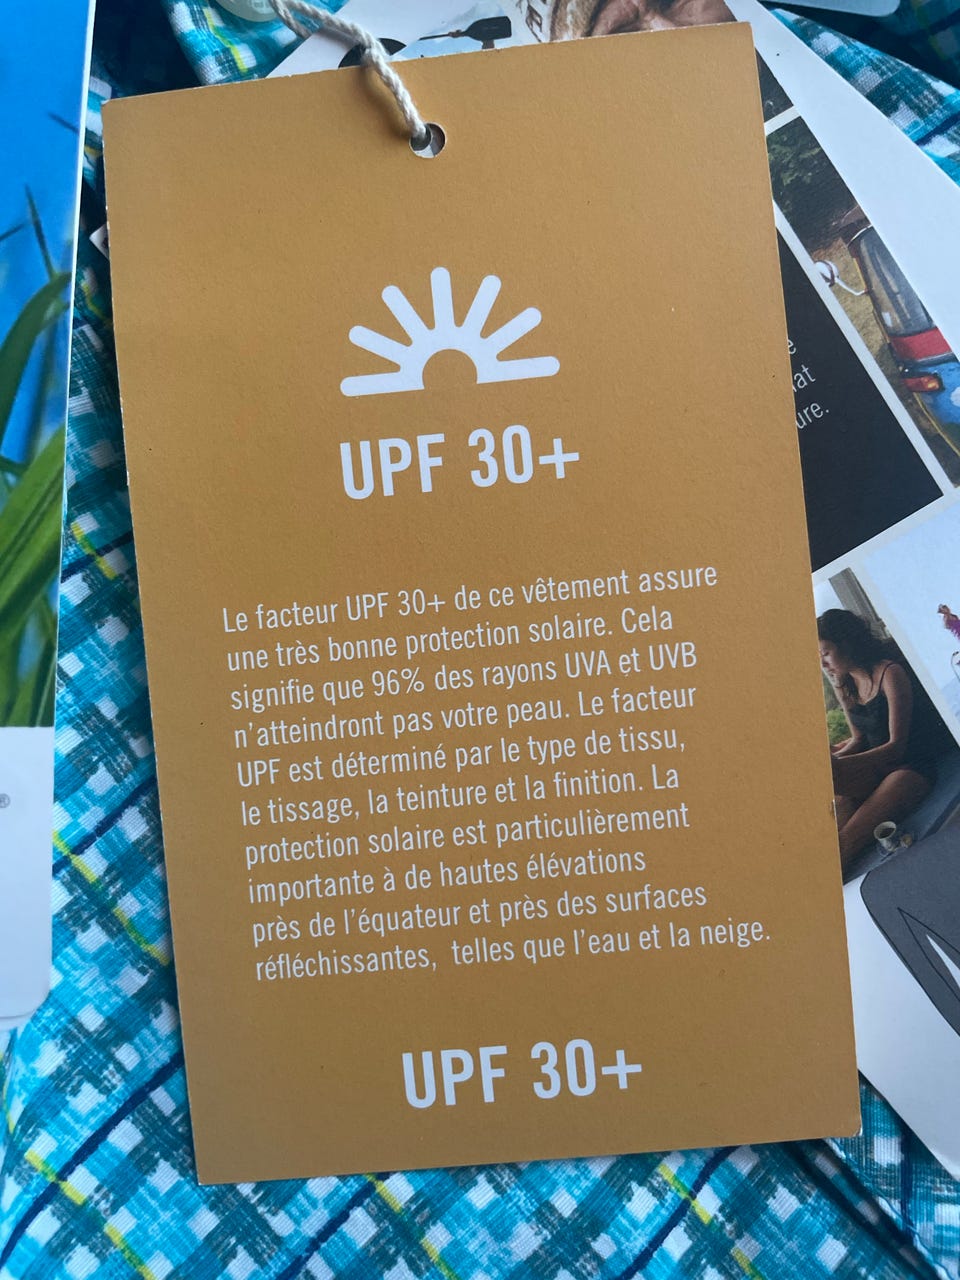 UPF 30+
Le facteur UPF 30+ de ce vêtement assure
une très bonne protection solaire. Cela
signifie que 96% des rayons UVA et UVB
n'atteindront pas votre peau. Le facteur
UPF est déterminé par le type de tissu,
le tissage, la teinture et la finition. La
protection solaire est particulièrement
importante à de hautes élévations
près de l'équateur et près des surfaces
réfléchissantes, telles que l'eau et la neige.
UPF 30+
®